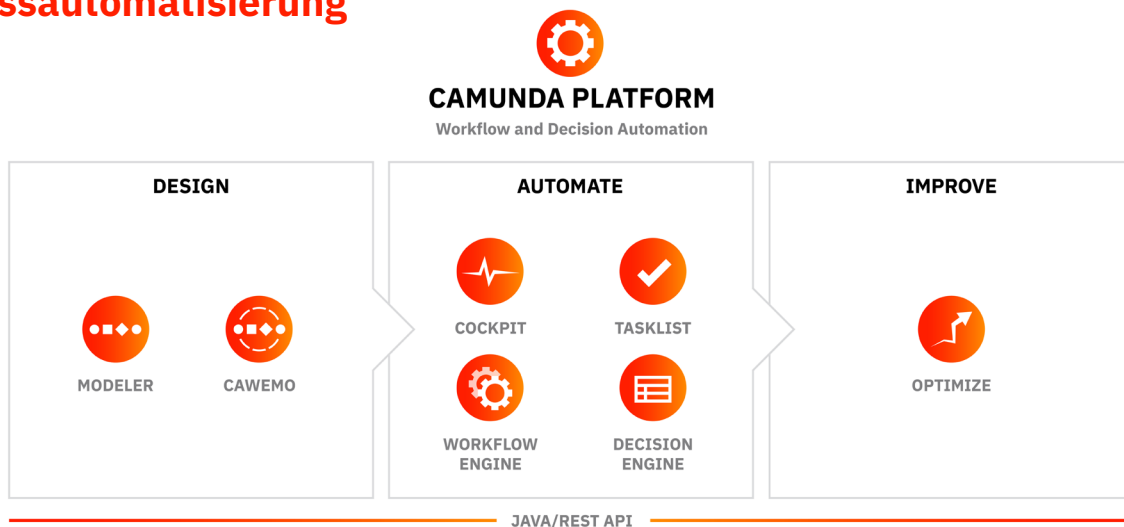 ssautomatisierung
CAMUNDA PLATFORM
Workflow and Decision Automation
DESIGN
MODELER
CAWEMO
AUTOMATE
COCKPIT
TASKLIST
WORKFLOW
ENGINE
DECISION
ENGINE
IMPROVE
OPTIMIZE
JAVA/REST API